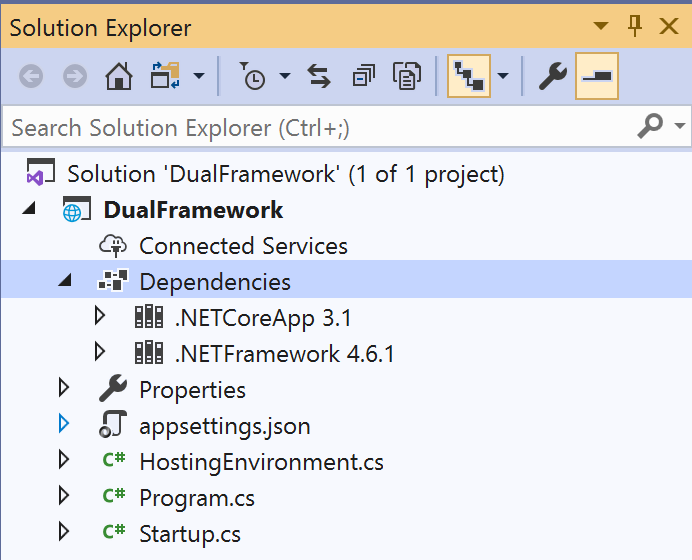 Solution Explorer
Search Solution Explorer (Ctrl+;)
Solution 'DualFramework' (1 of 1 project)
DualFramework
Connected Services
Dependencies
.NETCoreApp 3.1
.NETFramework 4.6.1
Properties
appsettings.json
C# HostingEnvironment.cs
C# Program.cs
C# Startup.cs